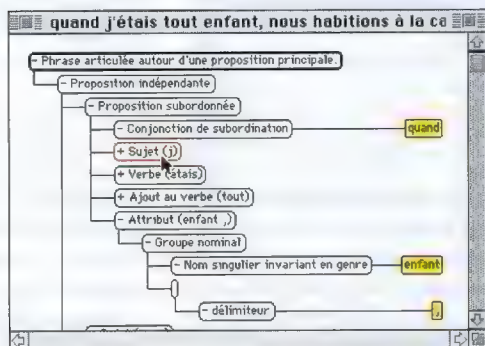 quand j'étais tout enfant, nous habitions à la ca
- Phrase articulée autour d'une proposition principale.
- Proposition indépendante
- Proposition subordonnée
- Conjonction de subordination quand
+ Sujet (j)
+ Verbe (étais)
+ Ajout au verbe (tout)
- Attribut (enfant ,)
- Groupe nominal
- Nom singulier invariant en genre enfant
- délimiteur ,